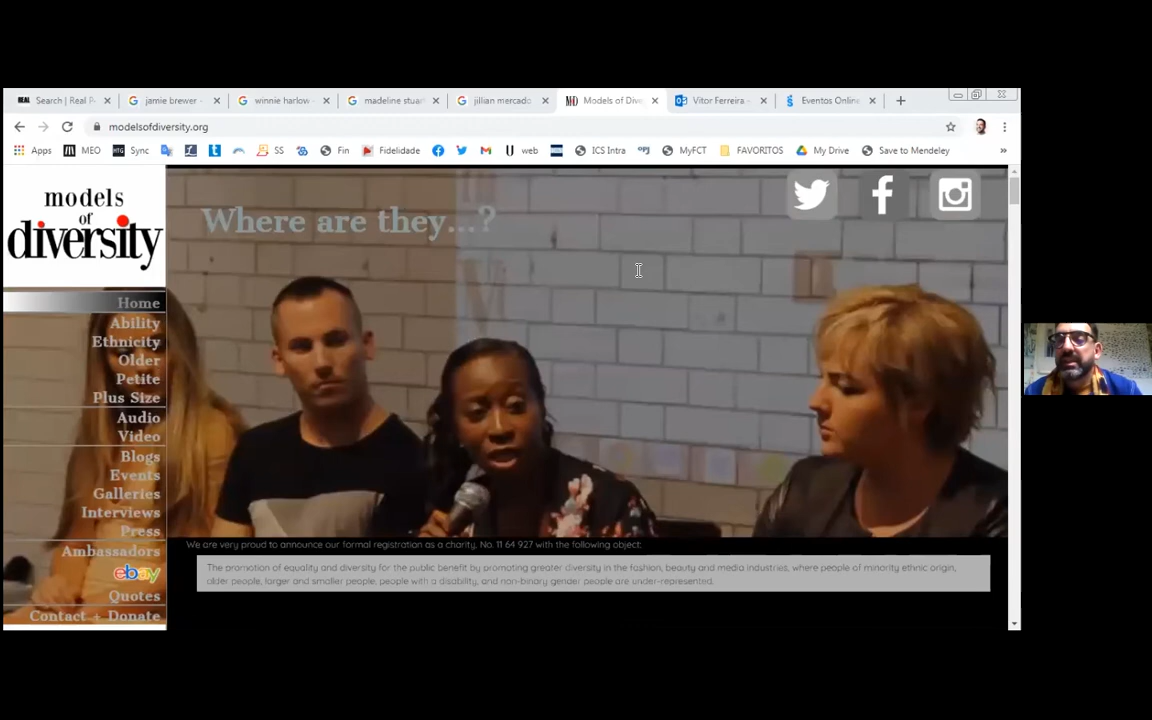 Search | Real P
jamie brewer -
winnie harlow
madeline stuar
jillian mercado
Models of Dive
Vitor Ferreira -
Eventos Online
modelsofdiversity.org
Apps
MEO
Sync
SS
Fin
Fidelidade
web
ICS Intra
MyFCT
FAVORITOS
My Drive
Save to Mendeley
»
models
of
diversity
Where are they...?
Home
Ability
Ethnicity
Older
Petite
Plus Size
Audio
Video
Blogs
Events
Galleries
Interviews
Press
Ambassadors
ebay
Quotes
Contact + Donate
We are very proud to announce our formal registration as a charity, No. 11 64 927 with the following object:
The promotion of equality and diversity for the public benefit by promoting greater diversity in the fashion, beauty and media industries, where people of minority ethnic origin,
older people, larger and smaller people, people with a disability, and non-binary gender people are under-represented.